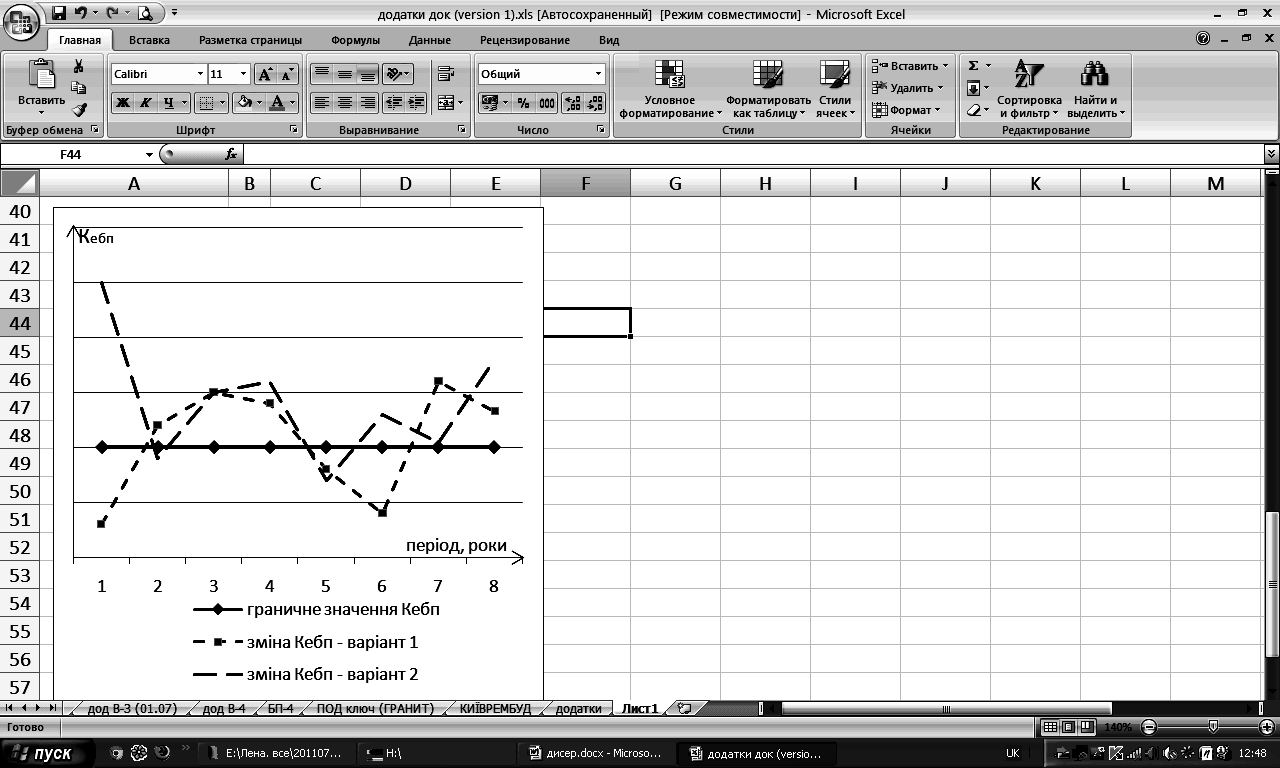 додатки док (version 1).xls [Автосохраненный] [Режим совместимости] - Microsoft Excel
Главная Вставка Разметка страницы Формулы Данные Рецензирование Вид
Calibri 11 Общий
Вставить
Ж К Ч А % 000
Условное форматирование
Форматировать как таблицу
Стили ячеек
Вставить
Удалить
Формат
Сортировка и фильтр
Найти и выделить
Буфер обмена Шрифт Выравнивание Число Стили Ячейки Редактирование
F44 fx
A B C D E F G H I J K L M
40
41
42
43
44
45
46
47
48
49
50
51
52
53
54
55
56
57
Кебп
період, роки
1 2 3 4 5 6 7 8
граничне значення Кебп
зміна Кебп - варіант 1
зміна Кебп - варіант 2
дод В-3 (01.07) дод В-4 БП-4 ПОД ключ (ГРАНИТ) КИЇВРЕМБУД додатки Лист1
Готово 140%
пуск E:\Лена. все\201107... H:\ дисер.docx - Microso... додатки док (versio... UK 12:48